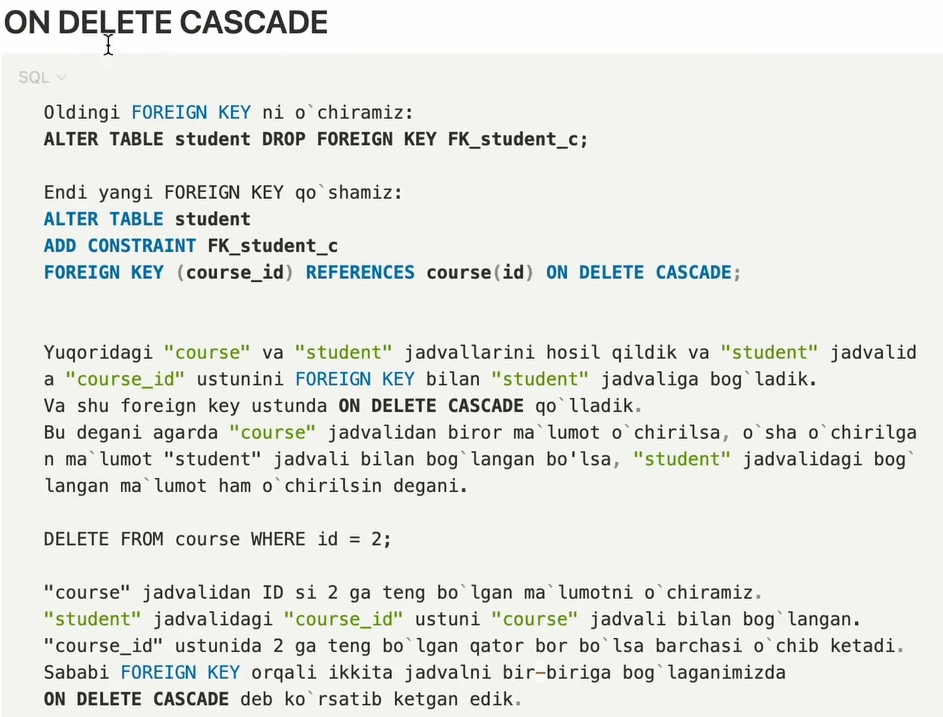 ON DELETE CASCADE
SQL
Oldingi FOREIGN KEY ni o`chiramiz:
ALTER TABLE student DROP FOREIGN KEY FK_student_c;
Endi yangi FOREIGN KEY qo`shamiz:
ALTER TABLE student
ADD CONSTRAINT FK_student_c
FOREIGN KEY (course_id) REFERENCES course(id) ON DELETE CASCADE;
Yuqoridagi "course" va "student" jadvallarini hosil qildik va "student" jadvalid
a "course_id" ustunini FOREIGN KEY bilan "student" jadvaliga bog`ladik.
Va shu foreign key ustunda ON DELETE CASCADE qo`lladik.
Bu degani agarda "course" jadvalidan biror ma`lumot o`chirilsa, o`sha o`chirilga
n ma`lumot "student" jadvali bilan bog`langan bo'lsa, "student" jadvalidagi bog`
langan ma`lumot ham o`chirilsin degani.
DELETE FROM course WHERE id = 2;
"course" jadvalidan ID si 2 ga teng bo`lgan ma`lumotni o`chiramiz.
"student" jadvalidagi "course_id" ustuni "course" jadvali bilan bog`langan.
"course_id" ustunida 2 ga teng bo`lgan qator bor bo`lsa barchasi o`chib ketadi.
Sababi FOREIGN KEY orqali ikkita jadvalni bir-biriga bog`laganimizda
ON DELETE CASCADE deb ko`rsatib ketgan edik.